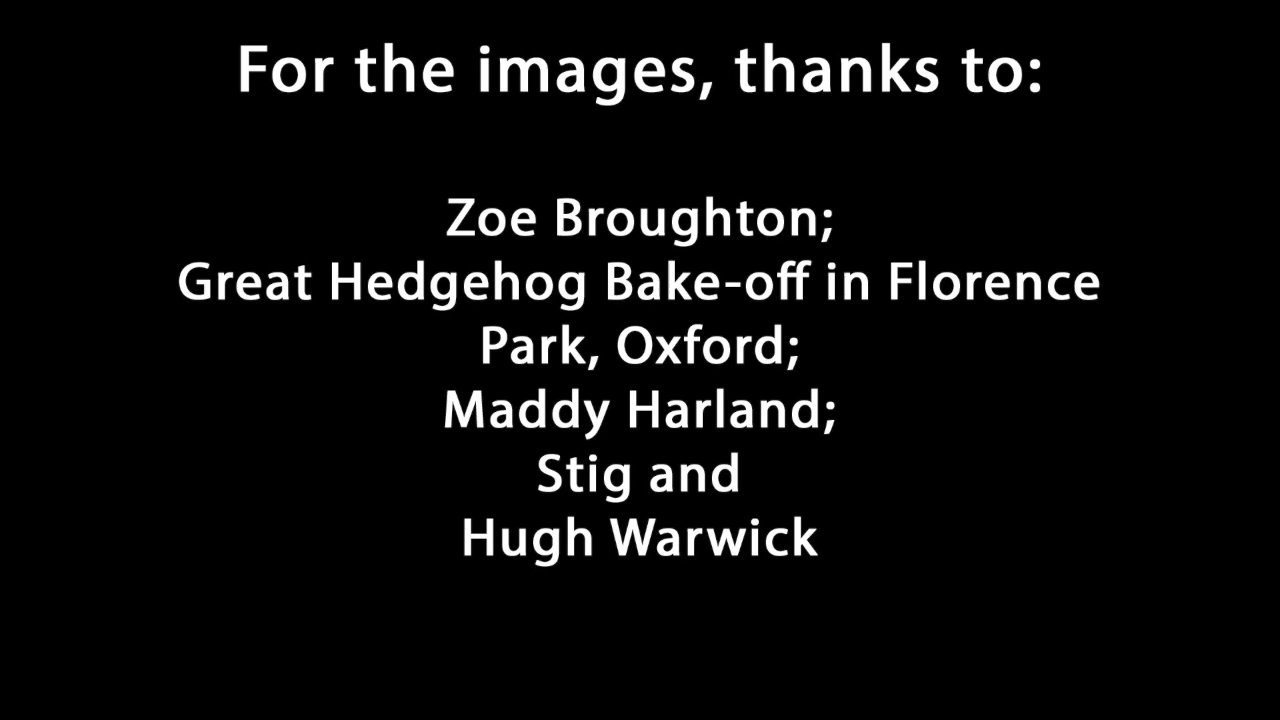 For the images, thanks to:
Zoe Broughton;
Great Hedgehog Bake-off in Florence
Park, Oxford;
Maddy Harland;
Stig and
Hugh Warwick